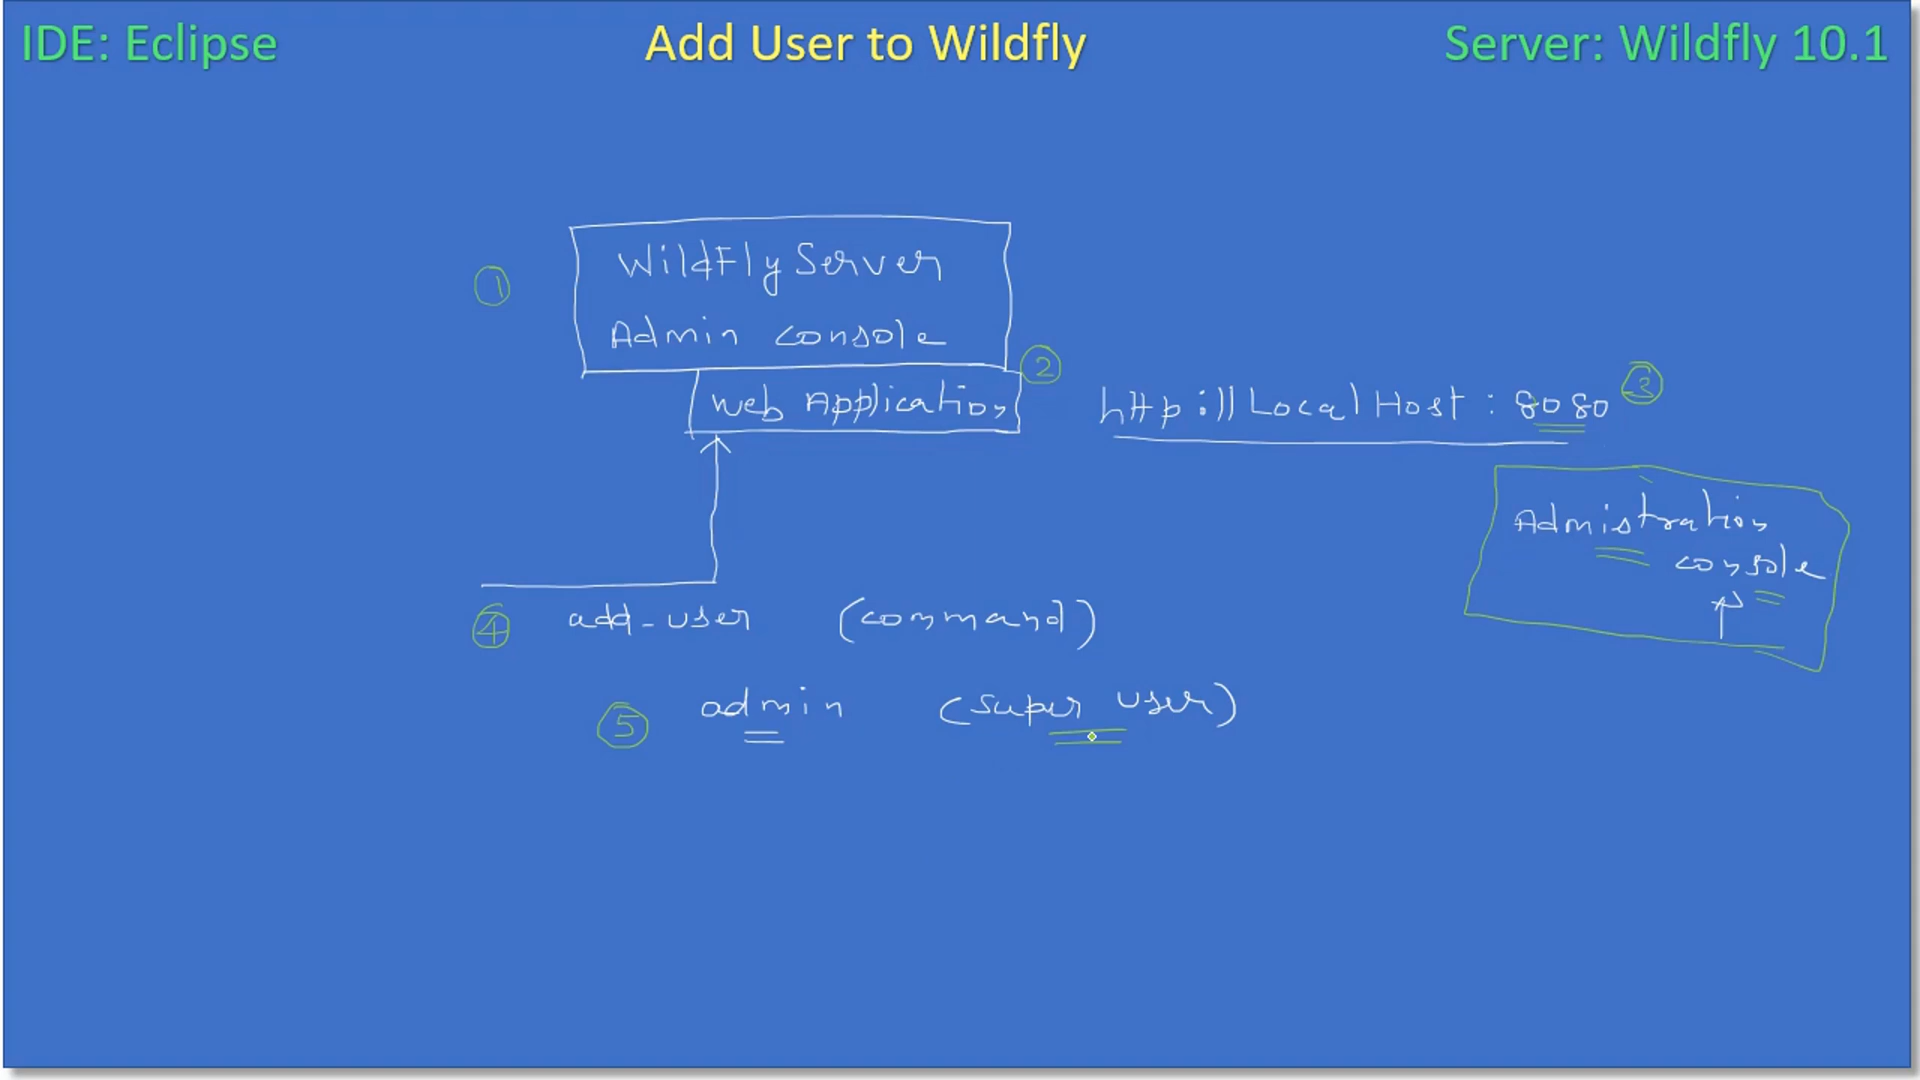 IDE: Eclipse
Add User to Wildfly
Server: Wildfly 10.1
① WildFly Server
Admin console
② Web Application
http://LocalHost:8080 ③
Admistration
console
④ add-user (command)
⑤ admin (super user)